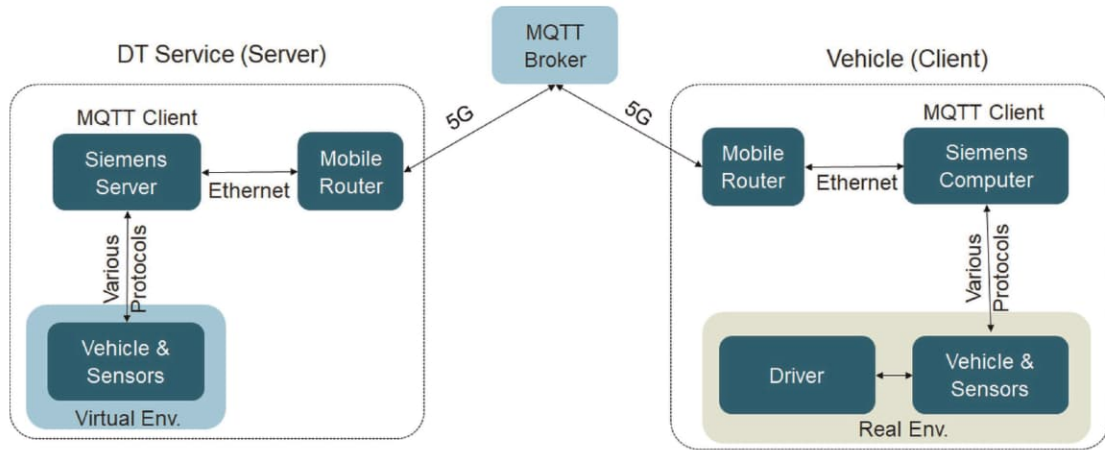 MQTT
Broker
DT Service (Server)
Vehicle (Client)
5G
5G
MQTT Client
Siemens
Server
Ethernet
Mobile
Router
Various
Protocols
Vehicle &
Sensors
Virtual Env.
MQTT Client
Mobile
Router
Ethernet
Siemens
Computer
Various
Protocols
Driver
Vehicle &
Sensors
Real Env.